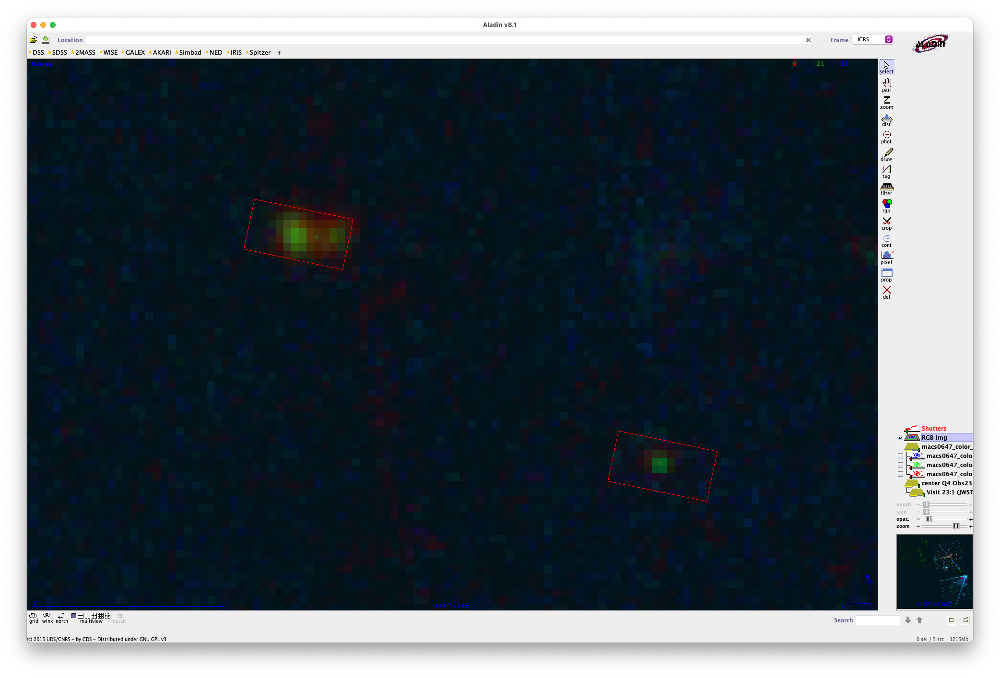 Aladin v8.1
Location
Frame ICRS
ALADIN
DSS SDSS 2MASS WISE GALEX AKARI Simbad NED IRIS Spitzer +
RGB img
0 21 31
select
pan
zoom
dist
phot
draw
tag
filter
rgb
crop
cont
pixel
prop
del
Shutters
RGB img
macs0647_color_
macs0647_colo
macs0647_colo
macs0647_colo
center Q4 Obs23
Visit 23:1 (JWST
epoch
size
opac.
zoom
N
E
1"
4.437" x 2.88"
grid wink north multiview match
Search
(c) 2015 UDS/CNRS - by CDS - Distributed under GNU GPL v3
0 sel / 5 src 1215Mb